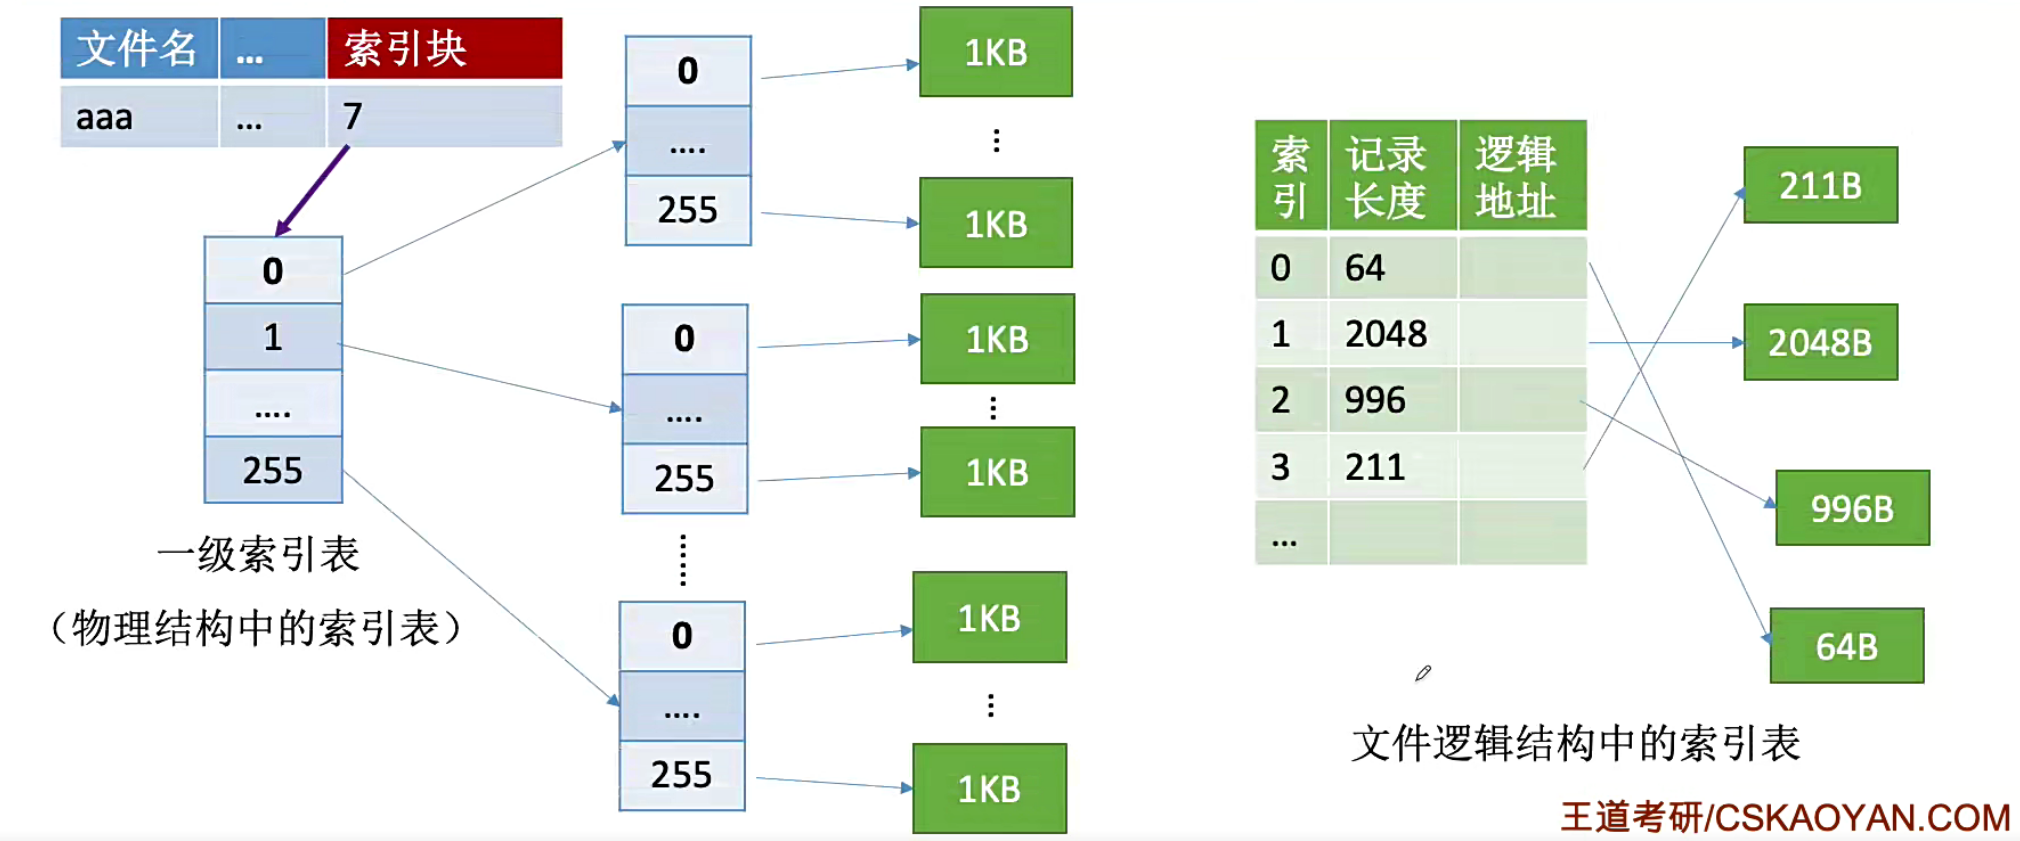 文件名 ... 索引块
aaa ... 7
0
1
....
255
一级索引表
（物理结构中的索引表）
0
....
255
0
....
255
0
....
255
1KB
1KB
1KB
1KB
1KB
1KB
索引 记录长度 逻辑地址
0 64
1 2048
2 996
3 211
...
211B
2048B
996B
64B
文件逻辑结构中的索引表
王道考研/CSKAOYAN.COM